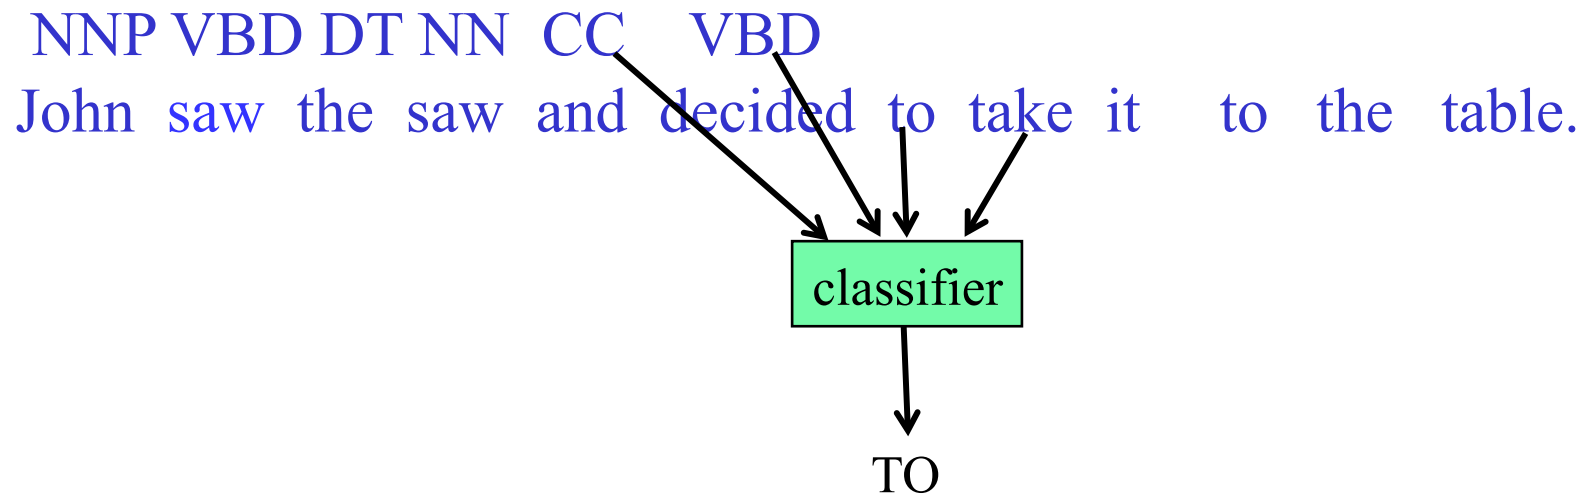 NNP VBD DT NN CC VBD
John saw the saw and decided to take it to the table.
classifier
TO